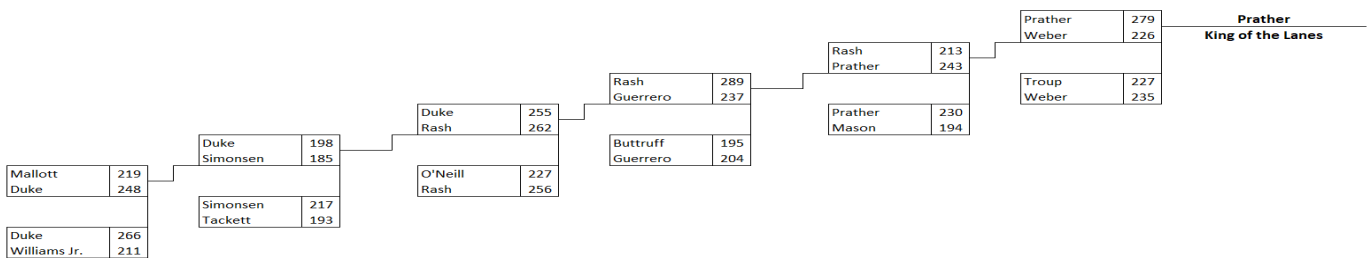 Prather 279
Weber 226
Prather
King of the Lanes
Rash 213
Prather 243
Troup 227
Weber 235
Rash 289
Guerrero 237
Prather 230
Mason 194
Duke 255
Rash 262
Buttruff 195
Guerrero 204
Duke 198
Simonsen 185
O'Neill 227
Rash 256
Mallott 219
Duke 248
Simonsen 217
Tackett 193
Duke 266
Williams Jr. 211